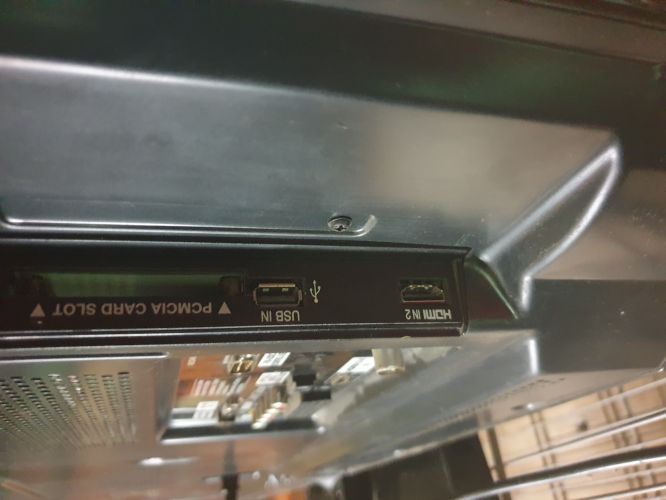 HDMI IN 2
USB IN
▼ PCMCIA CARD SLOT ▼